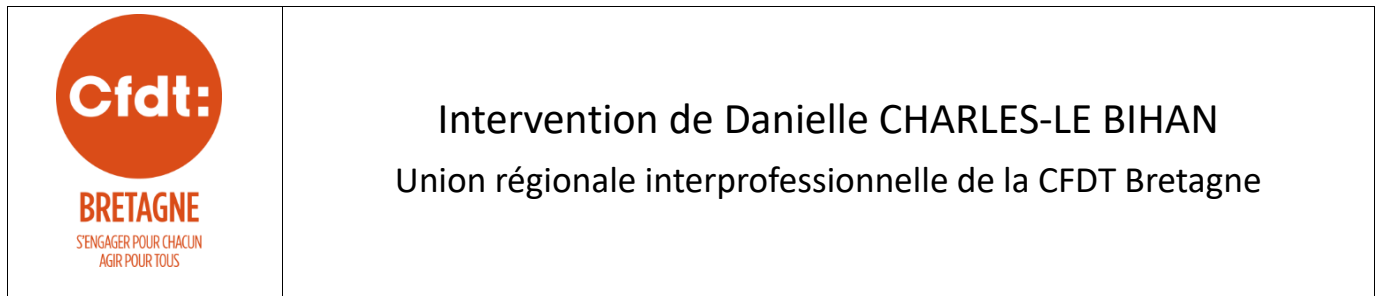 Cfdt:
BRETAGNE
S'ENGAGER POUR CHACUN
AGIR POUR TOUS
Intervention de Danielle CHARLES-LE BIHAN
Union régionale interprofessionnelle de la CFDT Bretagne